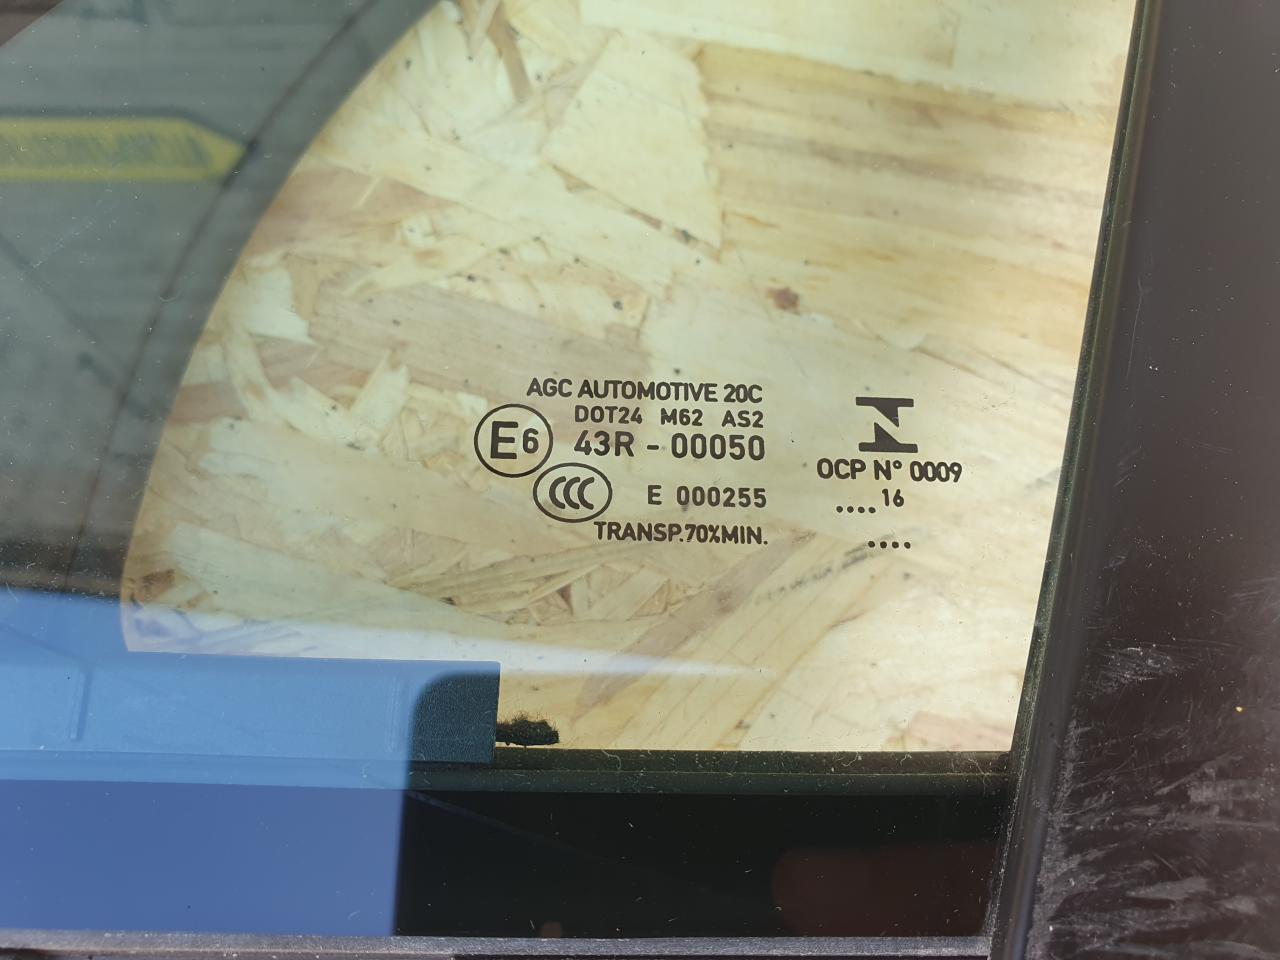 AGC AUTOMOTIVE 20C
DOT24 M62 AS2
E6 43R - 00050
CCC E 000255
TRANSP.70%MIN.
N
OCP N° 0009
....16
....